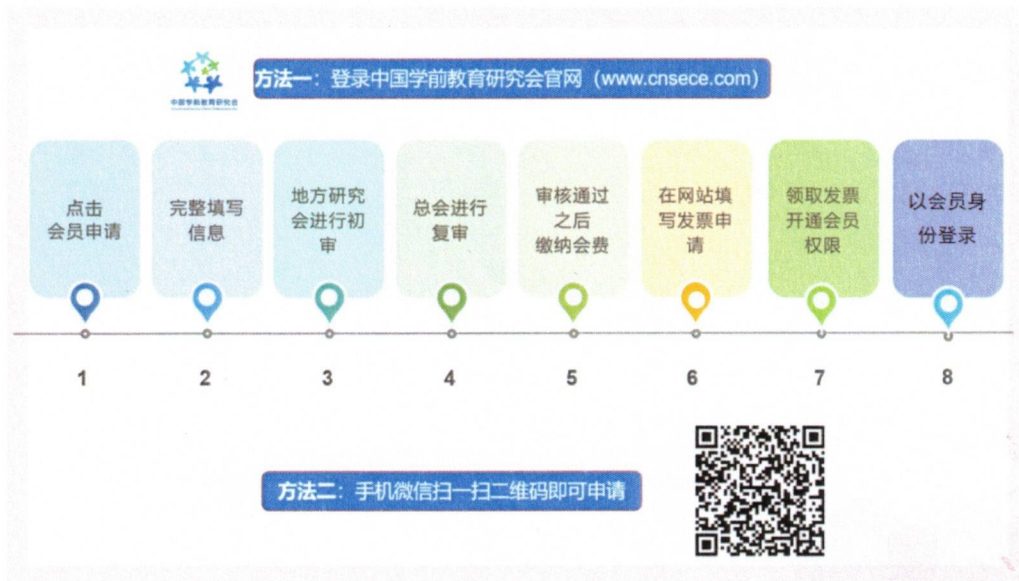 中国学前教育研究会
方法一：登录中国学前教育研究会官网（www.cnsece.com）
点击
会员申请
完整填写
信息
地方研究
会进行初
审
总会进行
复审
审核通过
之后
缴纳会费
在网站填
写发票申
请
领取发票
开通会员
权限
以会员身
份登录
1
2
3
4
5
6
7
8
方法二：手机微信扫一扫二维码即可申请